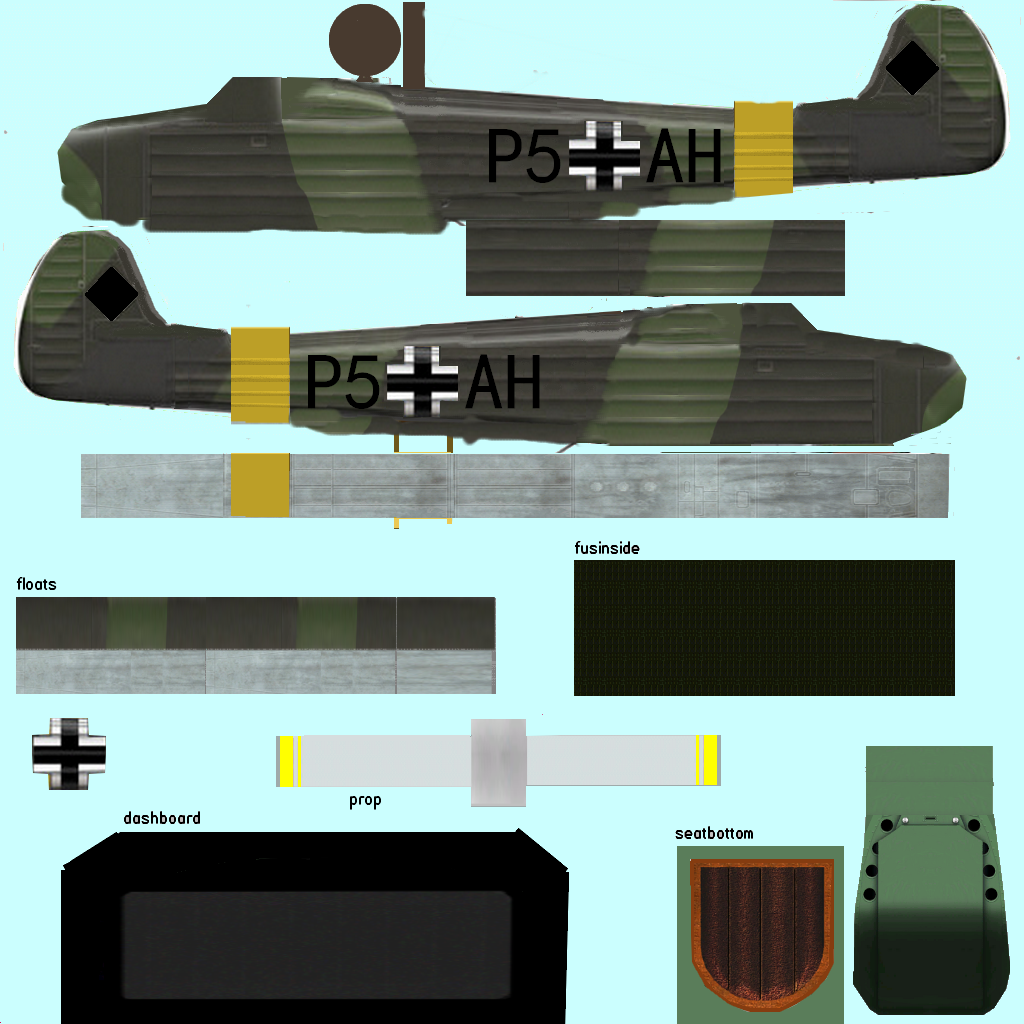 P5 AH
P5 AH
fusinside
floats
prop
dashboard
seatbottom